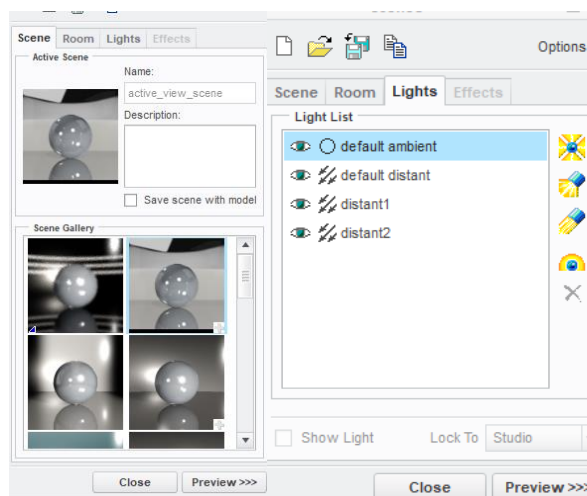 Scene Room Lights Effects
Active Scene
Name:
active_view_scene
Description:
Save scene with model
Scene Gallery
Close Preview >>>
Options
Scene Room Lights Effects
Light List
default ambient
default distant
distant1
distant2
Show Light Lock To Studio
Close Preview >>>